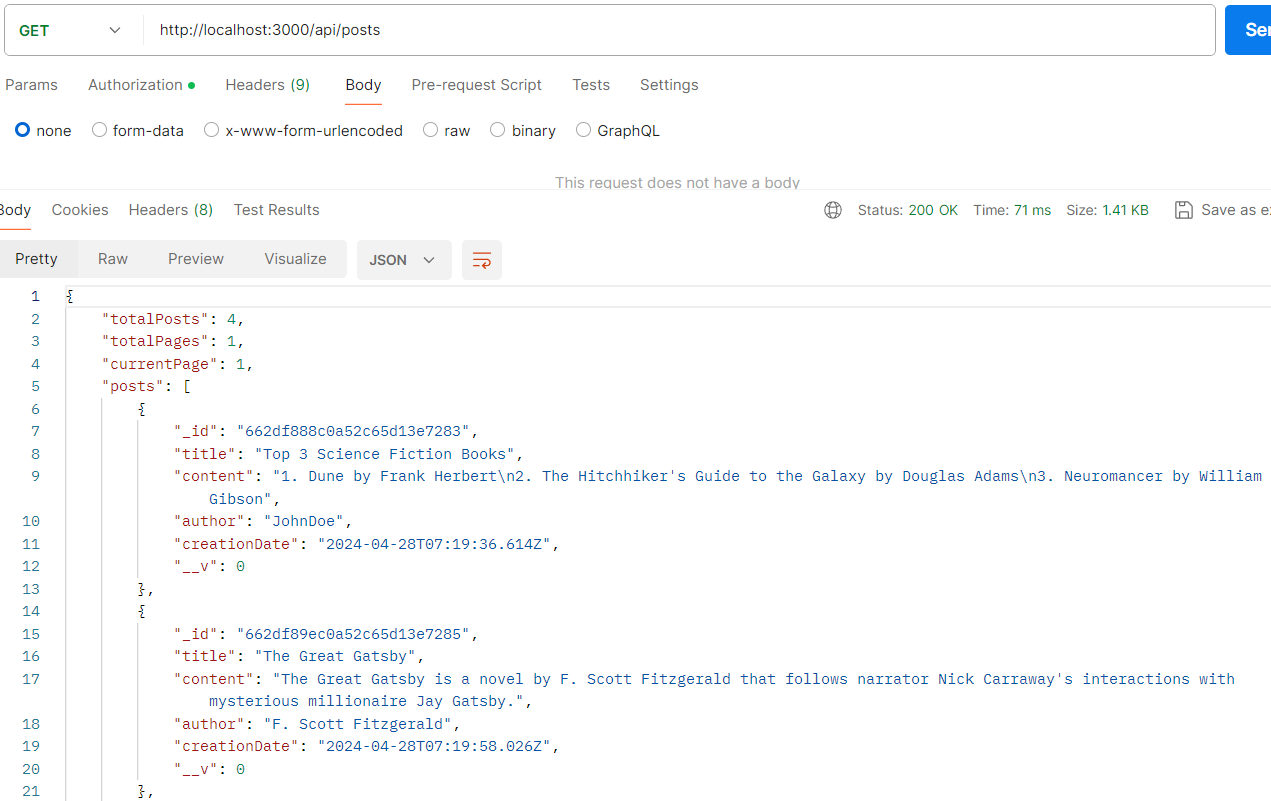 GET http://localhost:3000/api/posts
Params Authorization Headers (9) Body Pre-request Script Tests Settings
none form-data x-www-form-urlencoded raw binary GraphQL
This request does not have a body
Body Cookies Headers (8) Test Results Status: 200 OK Time: 71 ms Size: 1.41 KB Save as
Pretty Raw Preview Visualize JSON
1 {
2 "totalPosts": 4,
3 "totalPages": 1,
4 "currentPage": 1,
5 "posts": [
6 {
7 "_id": "662df888c0a52c65d13e7283",
8 "title": "Top 3 Science Fiction Books",
9 "content": "1. Dune by Frank Herbert\n2. The Hitchhiker's Guide to the Galaxy by Douglas Adams\n3. Neuromancer by William
Gibson",
10 "author": "JohnDoe",
11 "creationDate": "2024-04-28T07:19:36.614Z",
12 "__v": 0
13 },
14 {
15 "_id": "662df89ec0a52c65d13e7285",
16 "title": "The Great Gatsby",
17 "content": "The Great Gatsby is a novel by F. Scott Fitzgerald that follows narrator Nick Carraway's interactions with
mysterious millionaire Jay Gatsby.",
18 "author": "F. Scott Fitzgerald",
19 "creationDate": "2024-04-28T07:19:58.026Z",
20 "__v": 0
21 },